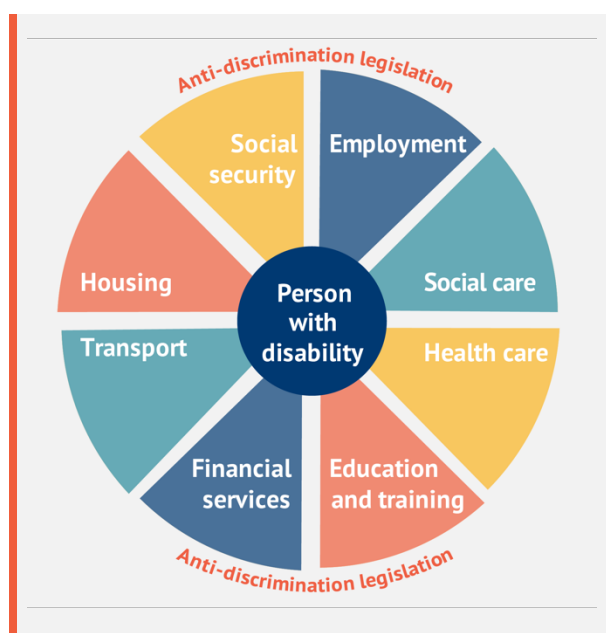 Anti-discrimination legislation
Social
security
Employment
Housing
Social care
Person
with
disability
Transport
Health care
Financial
services
Education
and training
Anti-discrimination legislation